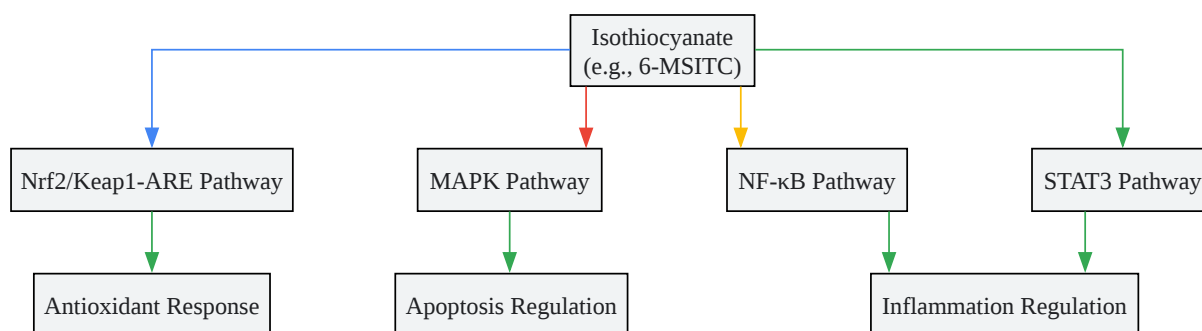 Isothiocyanate
(e.g., 6-MSITC)
Nrf2/Keap1-ARE Pathway
MAPK Pathway
NF-κB Pathway
STAT3 Pathway
Antioxidant Response
Apoptosis Regulation
Inflammation Regulation